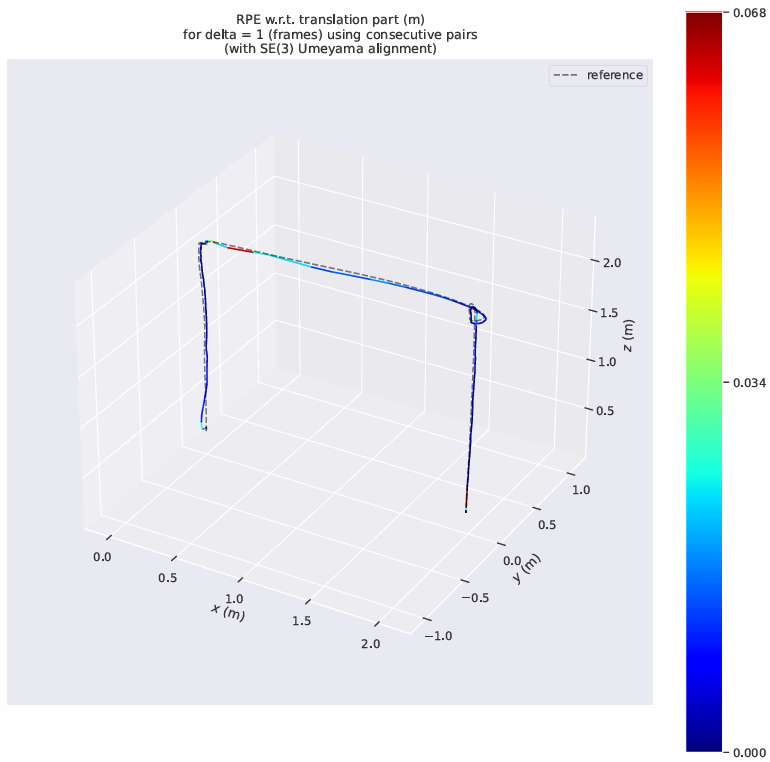 RPE w.r.t. translation part (m)
for delta = 1 (frames) using consecutive pairs
(with SE(3) Umeyama alignment)
reference
0.068
0.034
0.000
2.0
1.5
1.0
0.5
z (m)
1.0
0.5
0.0
−0.5
−1.0
y (m)
0.0
0.5
1.0
1.5
2.0
x (m)